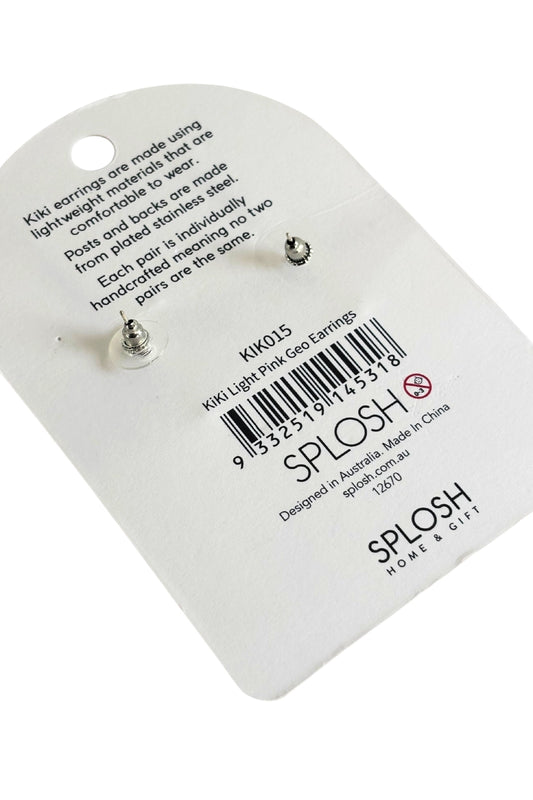 Kiki earrings are made using
lightweight materials that are
comfortable to wear.
Posts and backs are made
from plated stainless steel.
Each pair is individually
handcrafted meaning no two
pairs are the same.
KIK015
KiKi Light Pink Geo Earrings
9 332519 145318
SPLOSH
0-3
Designed in Australia. Made In China
splosh.com.au
12670
SPLOSH
HOME & GIFT